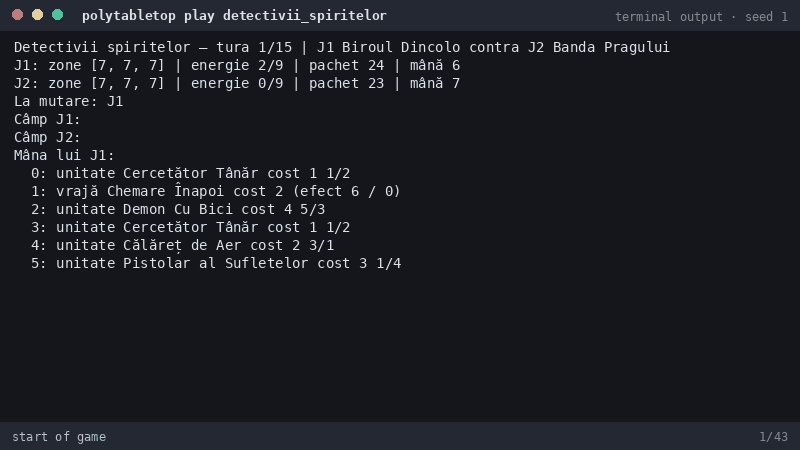 polytabletop play detectivii_spiritelor
terminal output · seed 1
Detectivii spiritelor — tura 1/15 | J1 Biroul Dincolo contra J2 Banda Pragului
J1: zone [7, 7, 7] | energie 2/9 | pachet 24 | mână 6
J2: zone [7, 7, 7] | energie 0/9 | pachet 23 | mână 7
La mutare: J1
Câmp J1:
Câmp J2:
Mâna lui J1:
0: unitate Cercetător Tânăr cost 1 1/2
1: vrajă Chemare Înapoi cost 2 (efect 6 / 0)
2: unitate Demon Cu Bici cost 4 5/3
3: unitate Cercetător Tânăr cost 1 1/2
4: unitate Călăreț de Aer cost 2 3/1
5: unitate Pistolar al Sufletelor cost 3 1/4
start of game
1/43